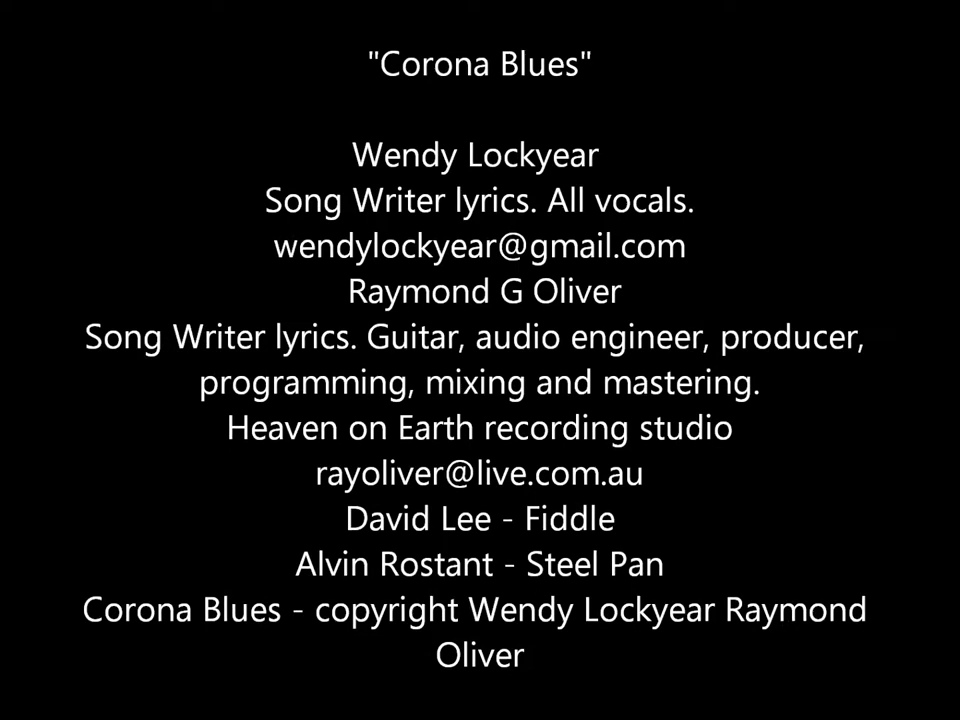 "Corona Blues"
Wendy Lockyear
Song Writer lyrics. All vocals.
wendylockyear@gmail.com
Raymond G Oliver
Song Writer lyrics. Guitar, audio engineer, producer,
programming, mixing and mastering.
Heaven on Earth recording studio
rayoliver@live.com.au
David Lee - Fiddle
Alvin Rostant - Steel Pan
Corona Blues - copyright Wendy Lockyear Raymond
Oliver